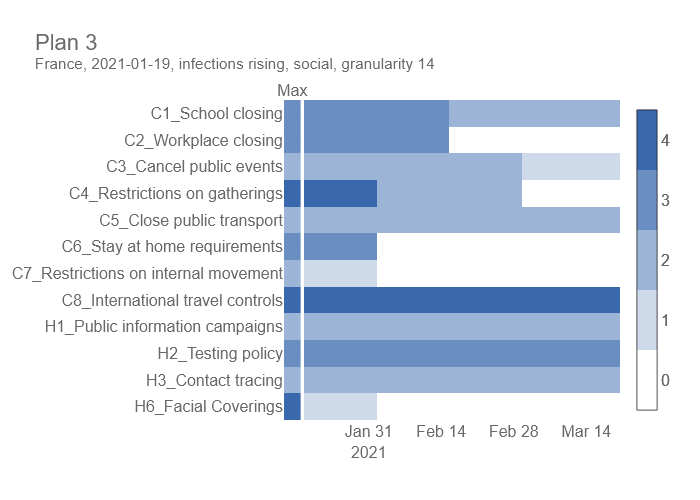 Plan 3
France, 2021-01-19, infections rising, social, granularity 14
Max
C1_School closing
C2_Workplace closing
C3_Cancel public events
C4_Restrictions on gatherings
C5_Close public transport
C6_Stay at home requirements
C7_Restrictions on internal movement
C8_International travel controls
H1_Public information campaigns
H2_Testing policy
H3_Contact tracing
H6_Facial Coverings
Jan 31 Feb 14 Feb 28 Mar 14
2021
4
3
2
1
0